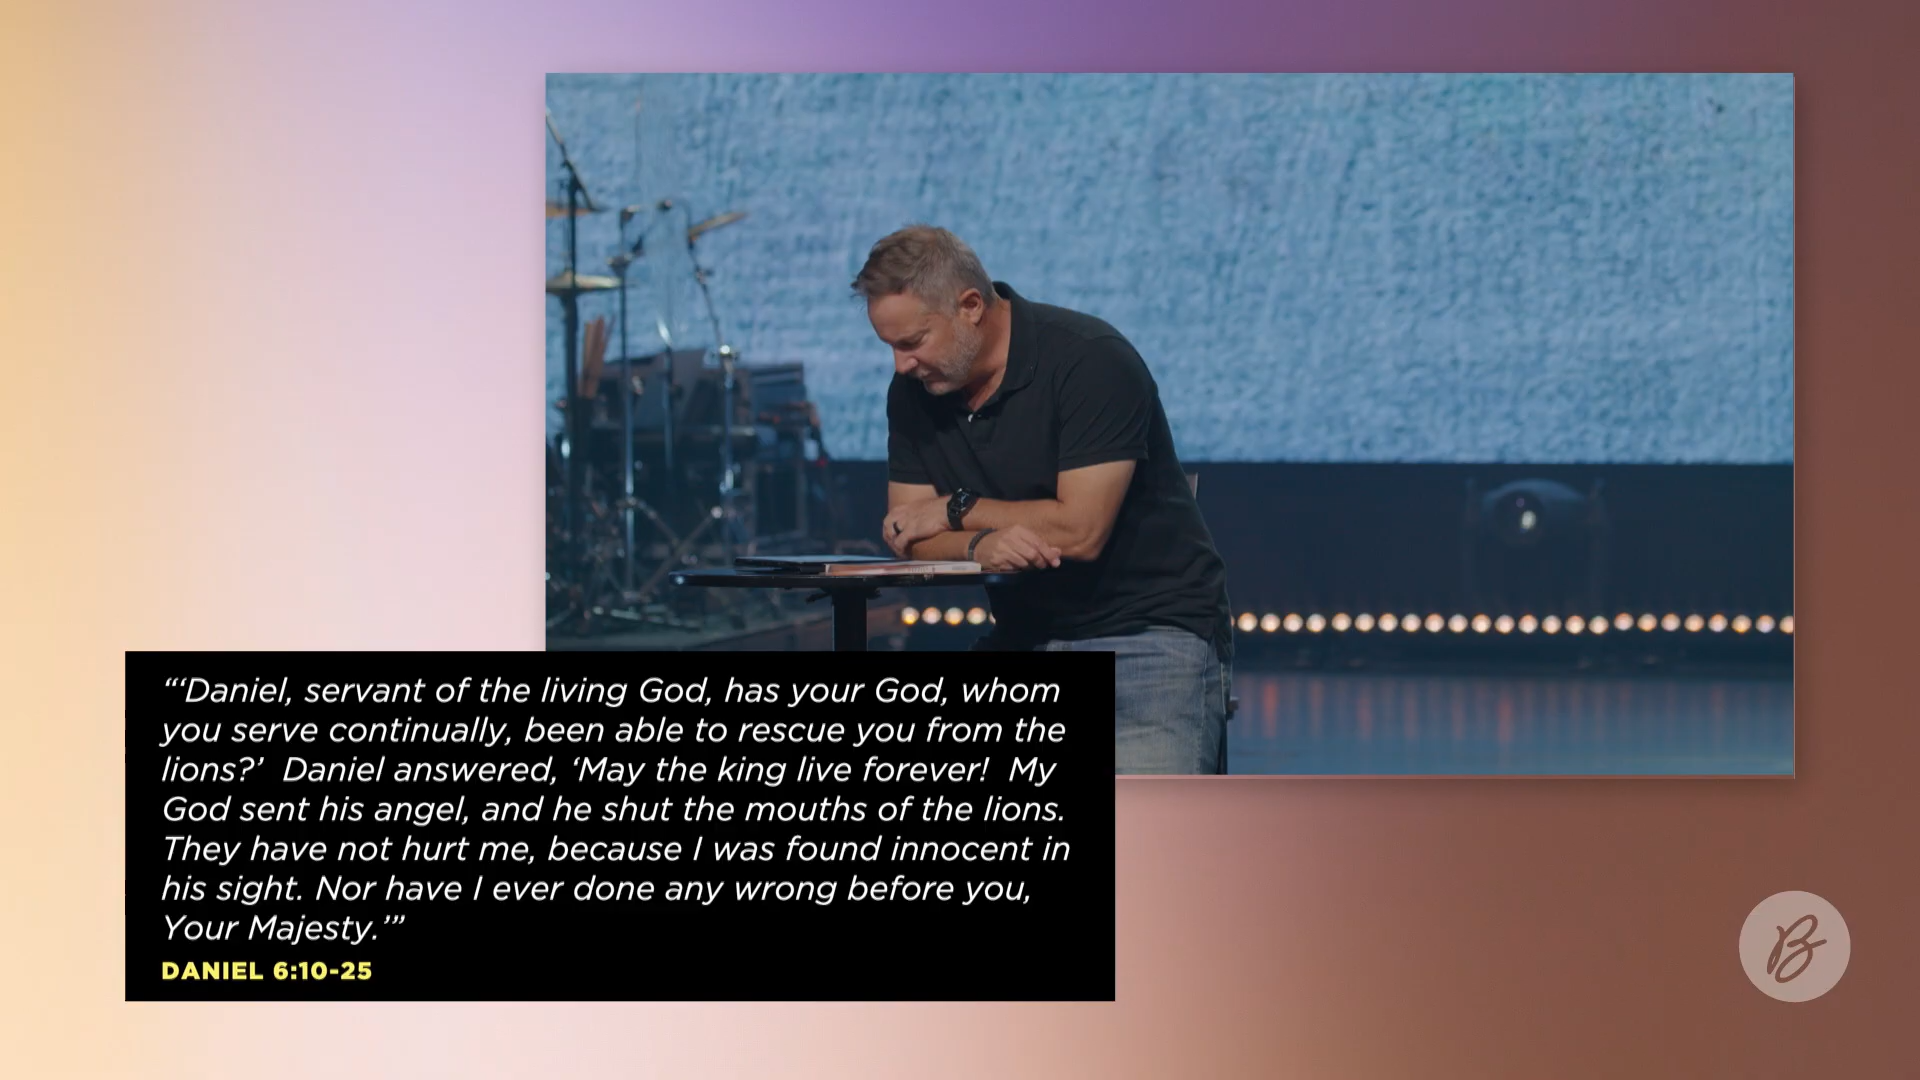 “‘Daniel, servant of the living God, has your God, whom
you serve continually, been able to rescue you from the
lions?’  Daniel answered, ‘May the king live forever!  My
God sent his angel, and he shut the mouths of the lions.
They have not hurt me, because I was found innocent in
his sight. Nor have I ever done any wrong before you,
Your Majesty.’”
DANIEL 6:10-25
B